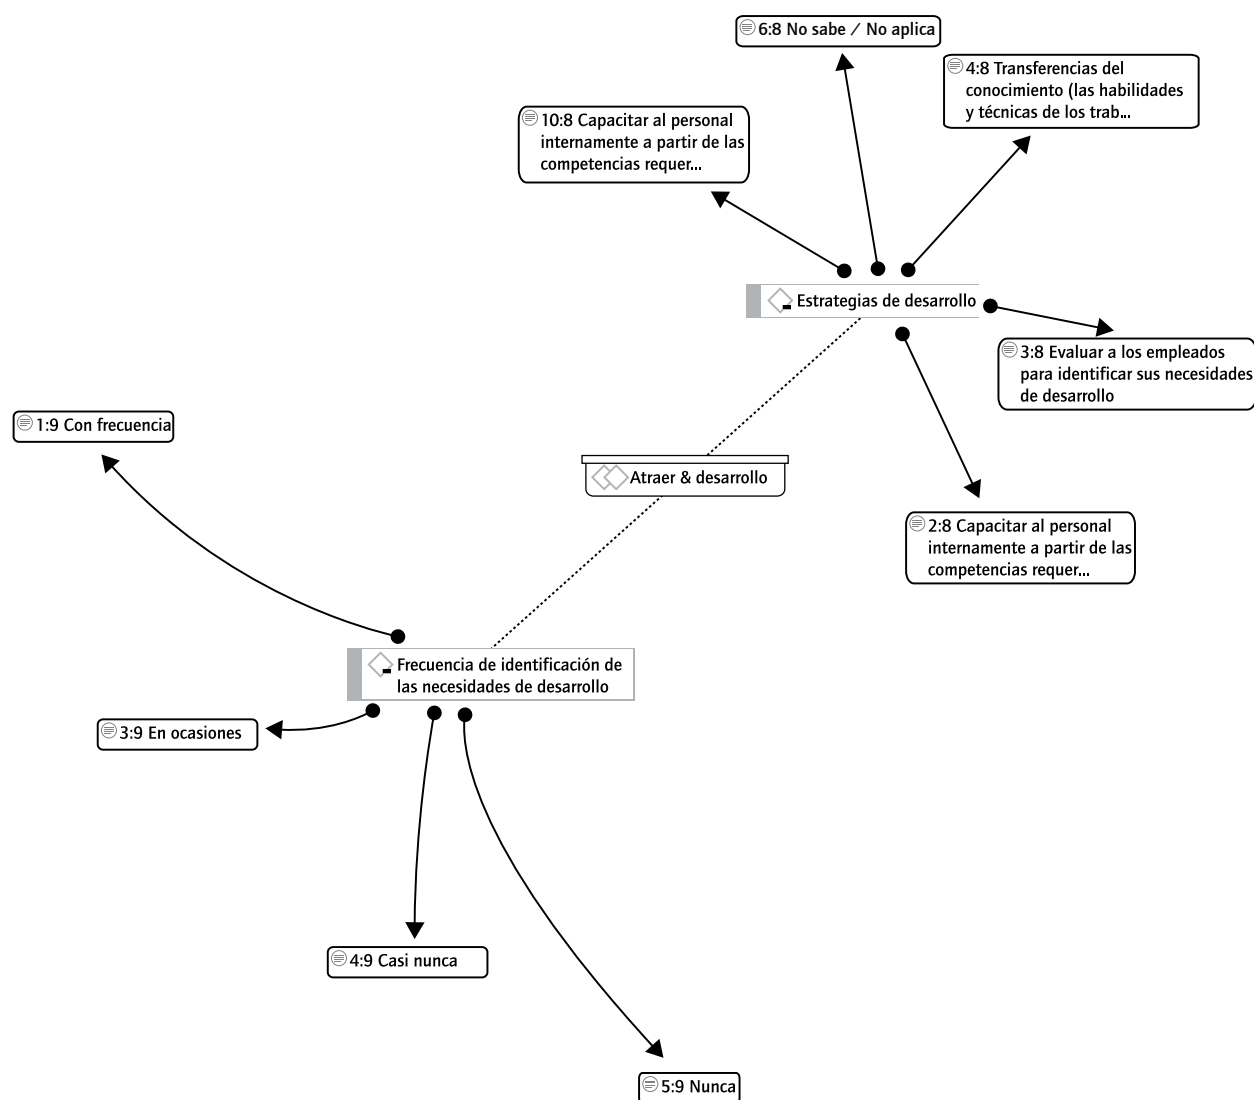 6:8 No sabe / No aplica
4:8 Transferencias del
conocimiento (las habilidades
y técnicas de los trab...
10:8 Capacitar al personal
internamente a partir de las
competencias requer...
Estrategias de desarrollo
3:8 Evaluar a los empleados
para identificar sus necesidades
de desarrollo
1:9 Con frecuencia
Atraer & desarrollo
2:8 Capacitar al personal
internamente a partir de las
competencias requer...
Frecuencia de identificación de
las necesidades de desarrollo
3:9 En ocasiones
4:9 Casi nunca
5:9 Nunca